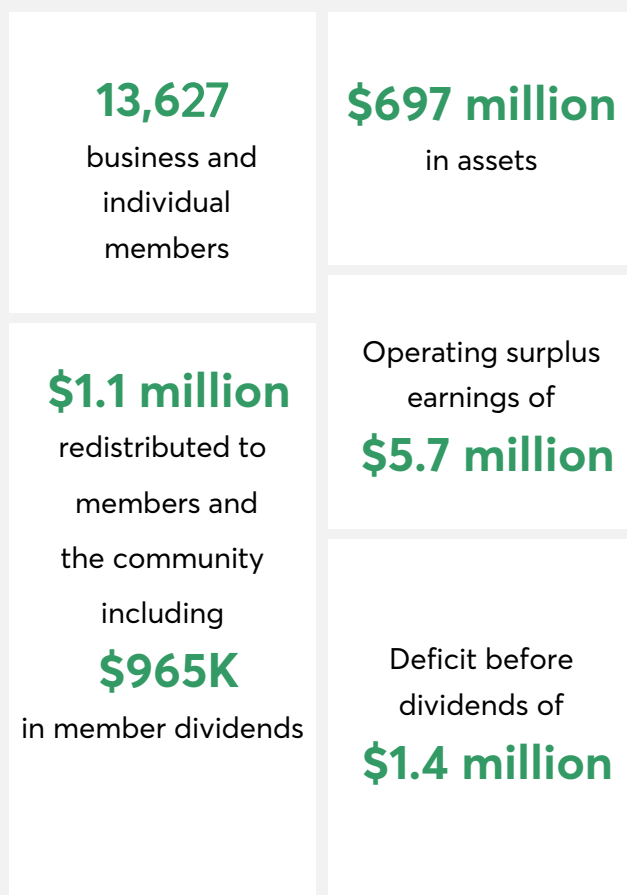 13,627
business and
individual
members
$697 million
in assets
$1.1 million
redistributed to
members and
the community
including
$965K
in member dividends
Operating surplus
earnings of
$5.7 million
Deficit before
dividends of
$1.4 million